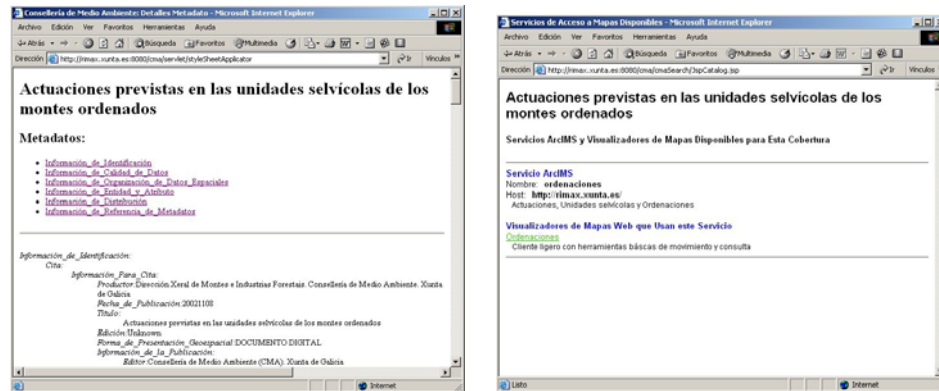 Consellería de Medio Ambiente: Detalles Metadato - Microsoft Internet Explorer
Archivo Edición Ver Favoritos Herramientas Ayuda
Atrás Búsqueda Favoritos Multimedia
Dirección http://rimax.xunta.es:8080/cma/servlet/styleSheetApplicator Ir Vínculos »
Actuaciones previstas en las unidades selvícolas de los
montes ordenados
Metadatos:
Información_de_Identificación
Información_de_Calidad_de_Datos
Información_de_Organización_de_Datos_Espaciales
Información_de_Entidad_y_Atributo
Información_de_Distribución
Información_de_Referencia_de_Metadatos
Información_de_Identificación:
Cita:
Información_Para_Cita:
Productor:Dirección Xeral de Montes e Industrias Forestais. Consellería de Medio Ambiente. Xunta
de Galicia
Fecha_de_Publicación:20021108
Título:
Actuaciones previstas en las unidades selvícolas de los montes ordenados
Edición:Unknown
Forma_de_Presentación_Geoespacial:DOCUMENTO DIGITAL
Información_de_la_Publicación:
Editor:Consellería de Medio Ambiente (CMA). Xunta de Galicia
Internet
Servicios de Acceso a Mapas Disponibles - Microsoft Internet Explorer
Archivo Edición Ver Favoritos Herramientas Ayuda
Atrás Búsqueda Favoritos Multimedia
Dirección http://rimax.xunta.es:8080/cma/cmaSearch/JspCatalog.jsp Ir Vínculos
Actuaciones previstas en las unidades selvícolas de los
montes ordenados
Servicios ArcIMS y Visualizadores de Mapas Disponibles para Esta Cobertura
Servicio ArcIMS
Nombre: ordenaciones
Host: http://rimax.xunta.es/
Actuaciones, Unidades selvícolas y Ordenaciones
Visualizadores de Mapas Web que Usan este Servicio
Ordenaciones
Cliente ligero con herramientas báscas de movimiento y consulta
Listo Internet